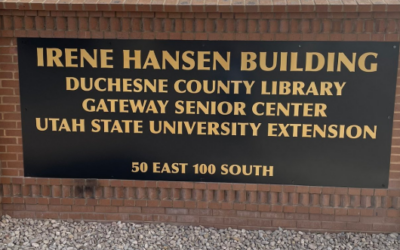 IRENE HANSEN BUILDING
DUCHESNE COUNTY LIBRARY
GATEWAY SENIOR CENTER
UTAH STATE UNIVERSITY EXTENSION
50 EAST 100 SOUTH